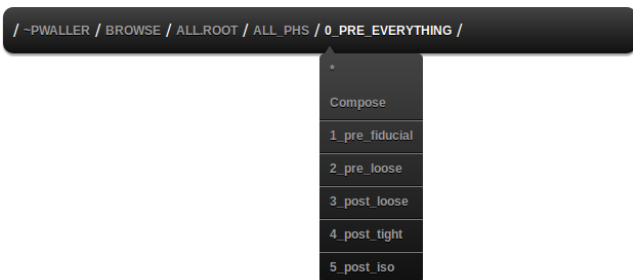 / ~PWALLER / BROWSE / ALL.ROOT / ALL_PHS / 0_PRE_EVERYTHING /
*
Compose
1_pre_fiducial
2_pre_loose
3_post_loose
4_post_tight
5_post_iso